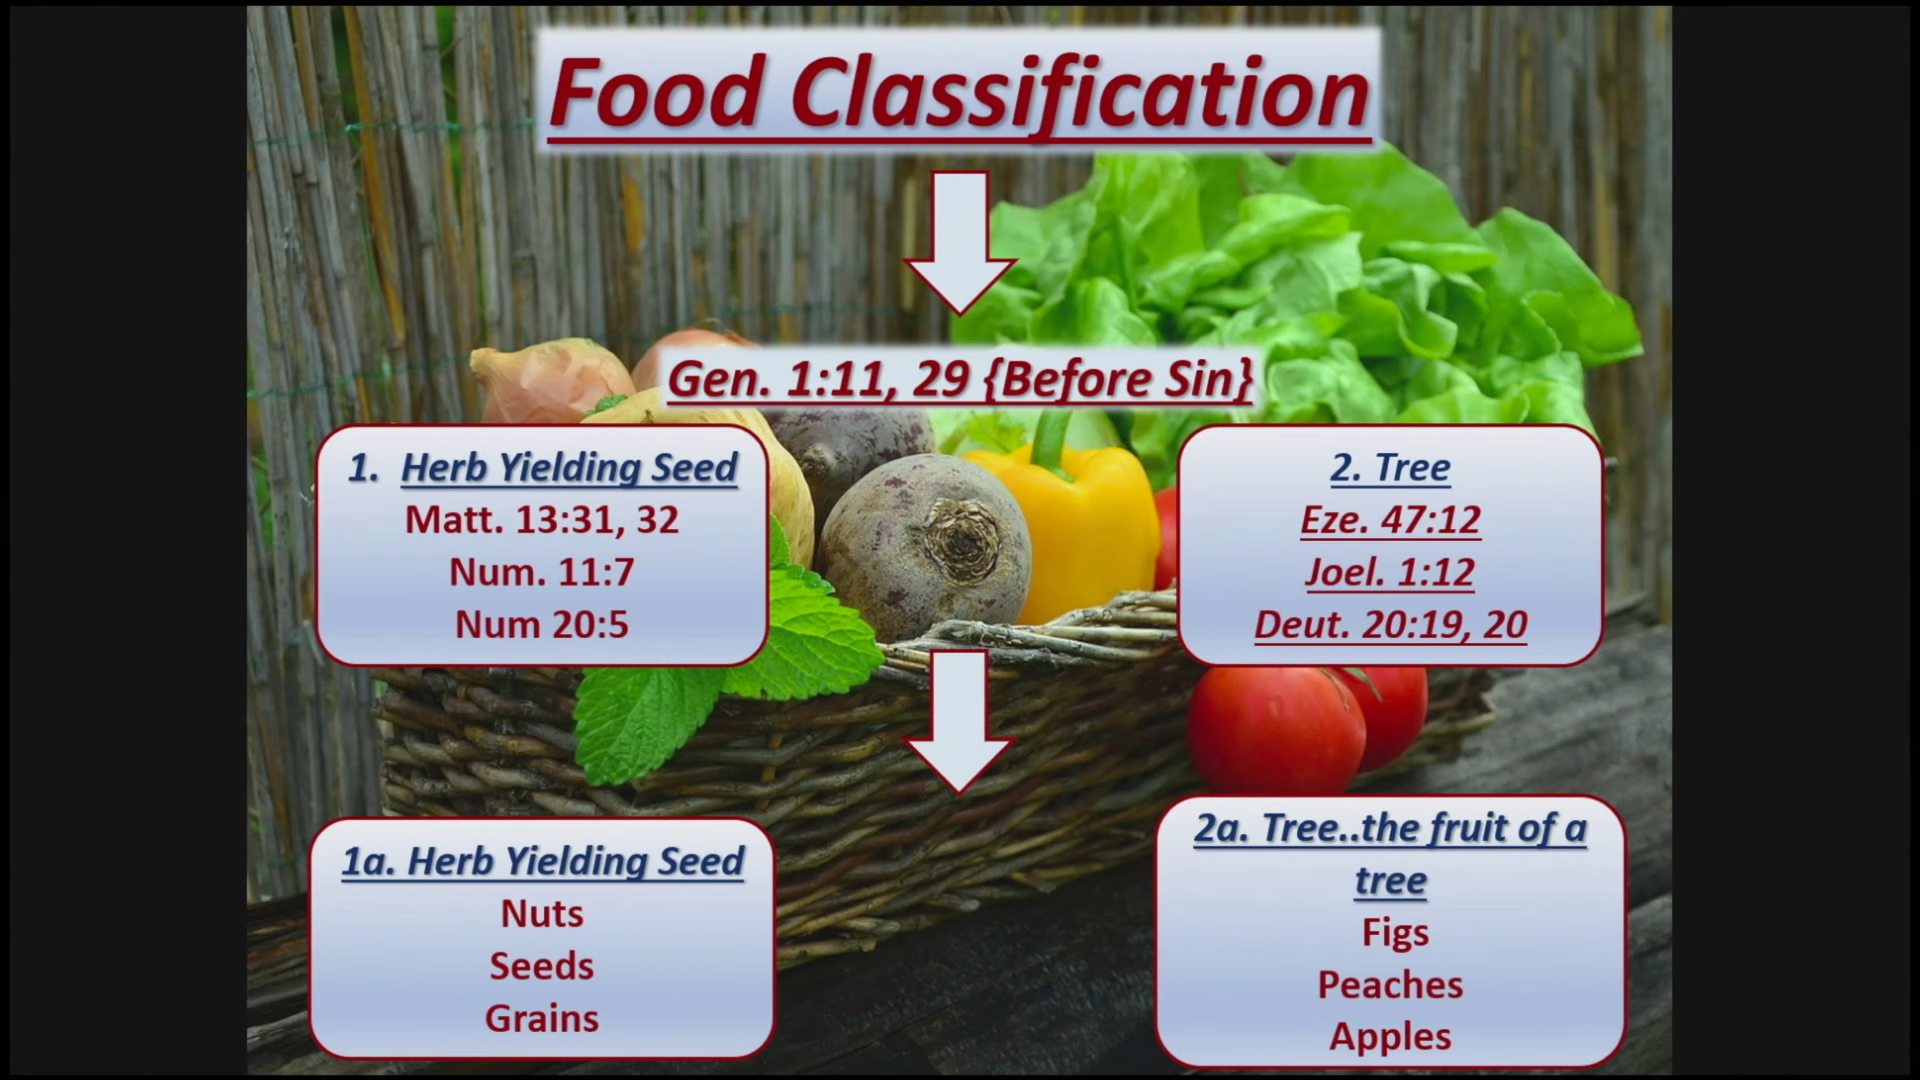 Food Classification
Gen. 1:11, 29 {Before Sin}
1. Herb Yielding Seed
Matt. 13:31, 32
Num. 11:7
Num 20:5
2. Tree
Eze. 47:12
Joel. 1:12
Deut. 20:19, 20
1a. Herb Yielding Seed
Nuts
Seeds
Grains
2a. Tree..the fruit of a
tree
Figs
Peaches
Apples